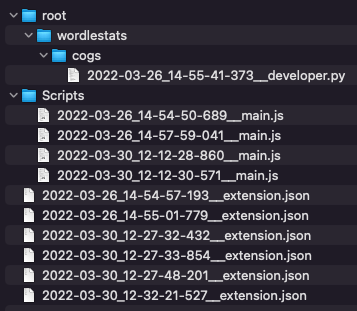 root
wordlestats
cogs
2022-03-26_14-55-41-373__developer.py
Scripts
2022-03-26_14-54-50-689__main.js
2022-03-26_14-57-59-041__main.js
2022-03-30_12-12-28-860__main.js
2022-03-30_12-12-30-571__main.js
2022-03-26_14-54-57-193__extension.json
2022-03-26_14-55-01-779__extension.json
2022-03-30_12-27-32-432__extension.json
2022-03-30_12-27-33-854__extension.json
2022-03-30_12-27-48-201__extension.json
2022-03-30_12-32-21-527__extension.json